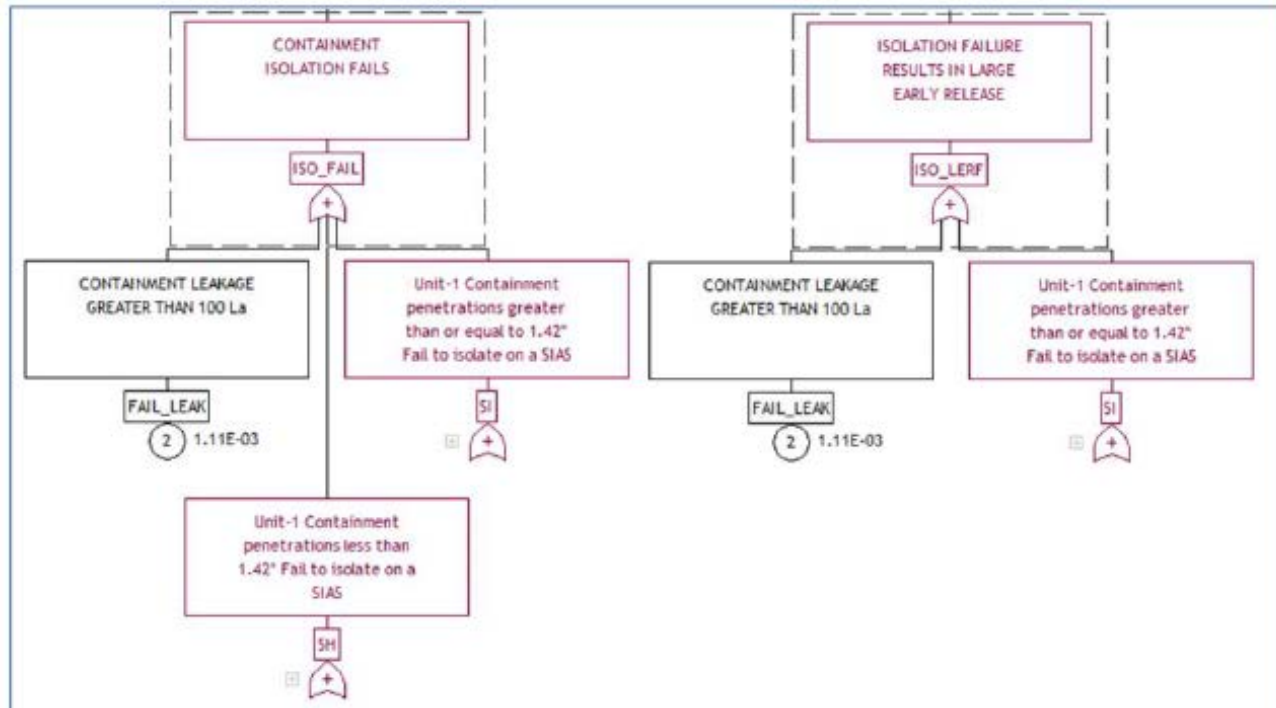 CONTAINMENT
ISOLATION FAILS
ISO_FAIL
+
CONTAINMENT LEAKAGE
GREATER THAN 100 La
FAIL_LEAK
2
1.11E-03
Unit-1 Containment
penetrations greater
than or equal to 1.42"
Fail to isolate on a SIAS
SI
+
Unit-1 Containment
penetrations less than
1.42" Fail to isolate on a
SIAS
SH
+
ISOLATION FAILURE
RESULTS IN LARGE
EARLY RELEASE
ISO_LERF
+
CONTAINMENT LEAKAGE
GREATER THAN 100 La
FAIL_LEAK
2
1.11E-03
Unit-1 Containment
penetrations greater
than or equal to 1.42"
Fail to isolate on a SIAS
SI
+